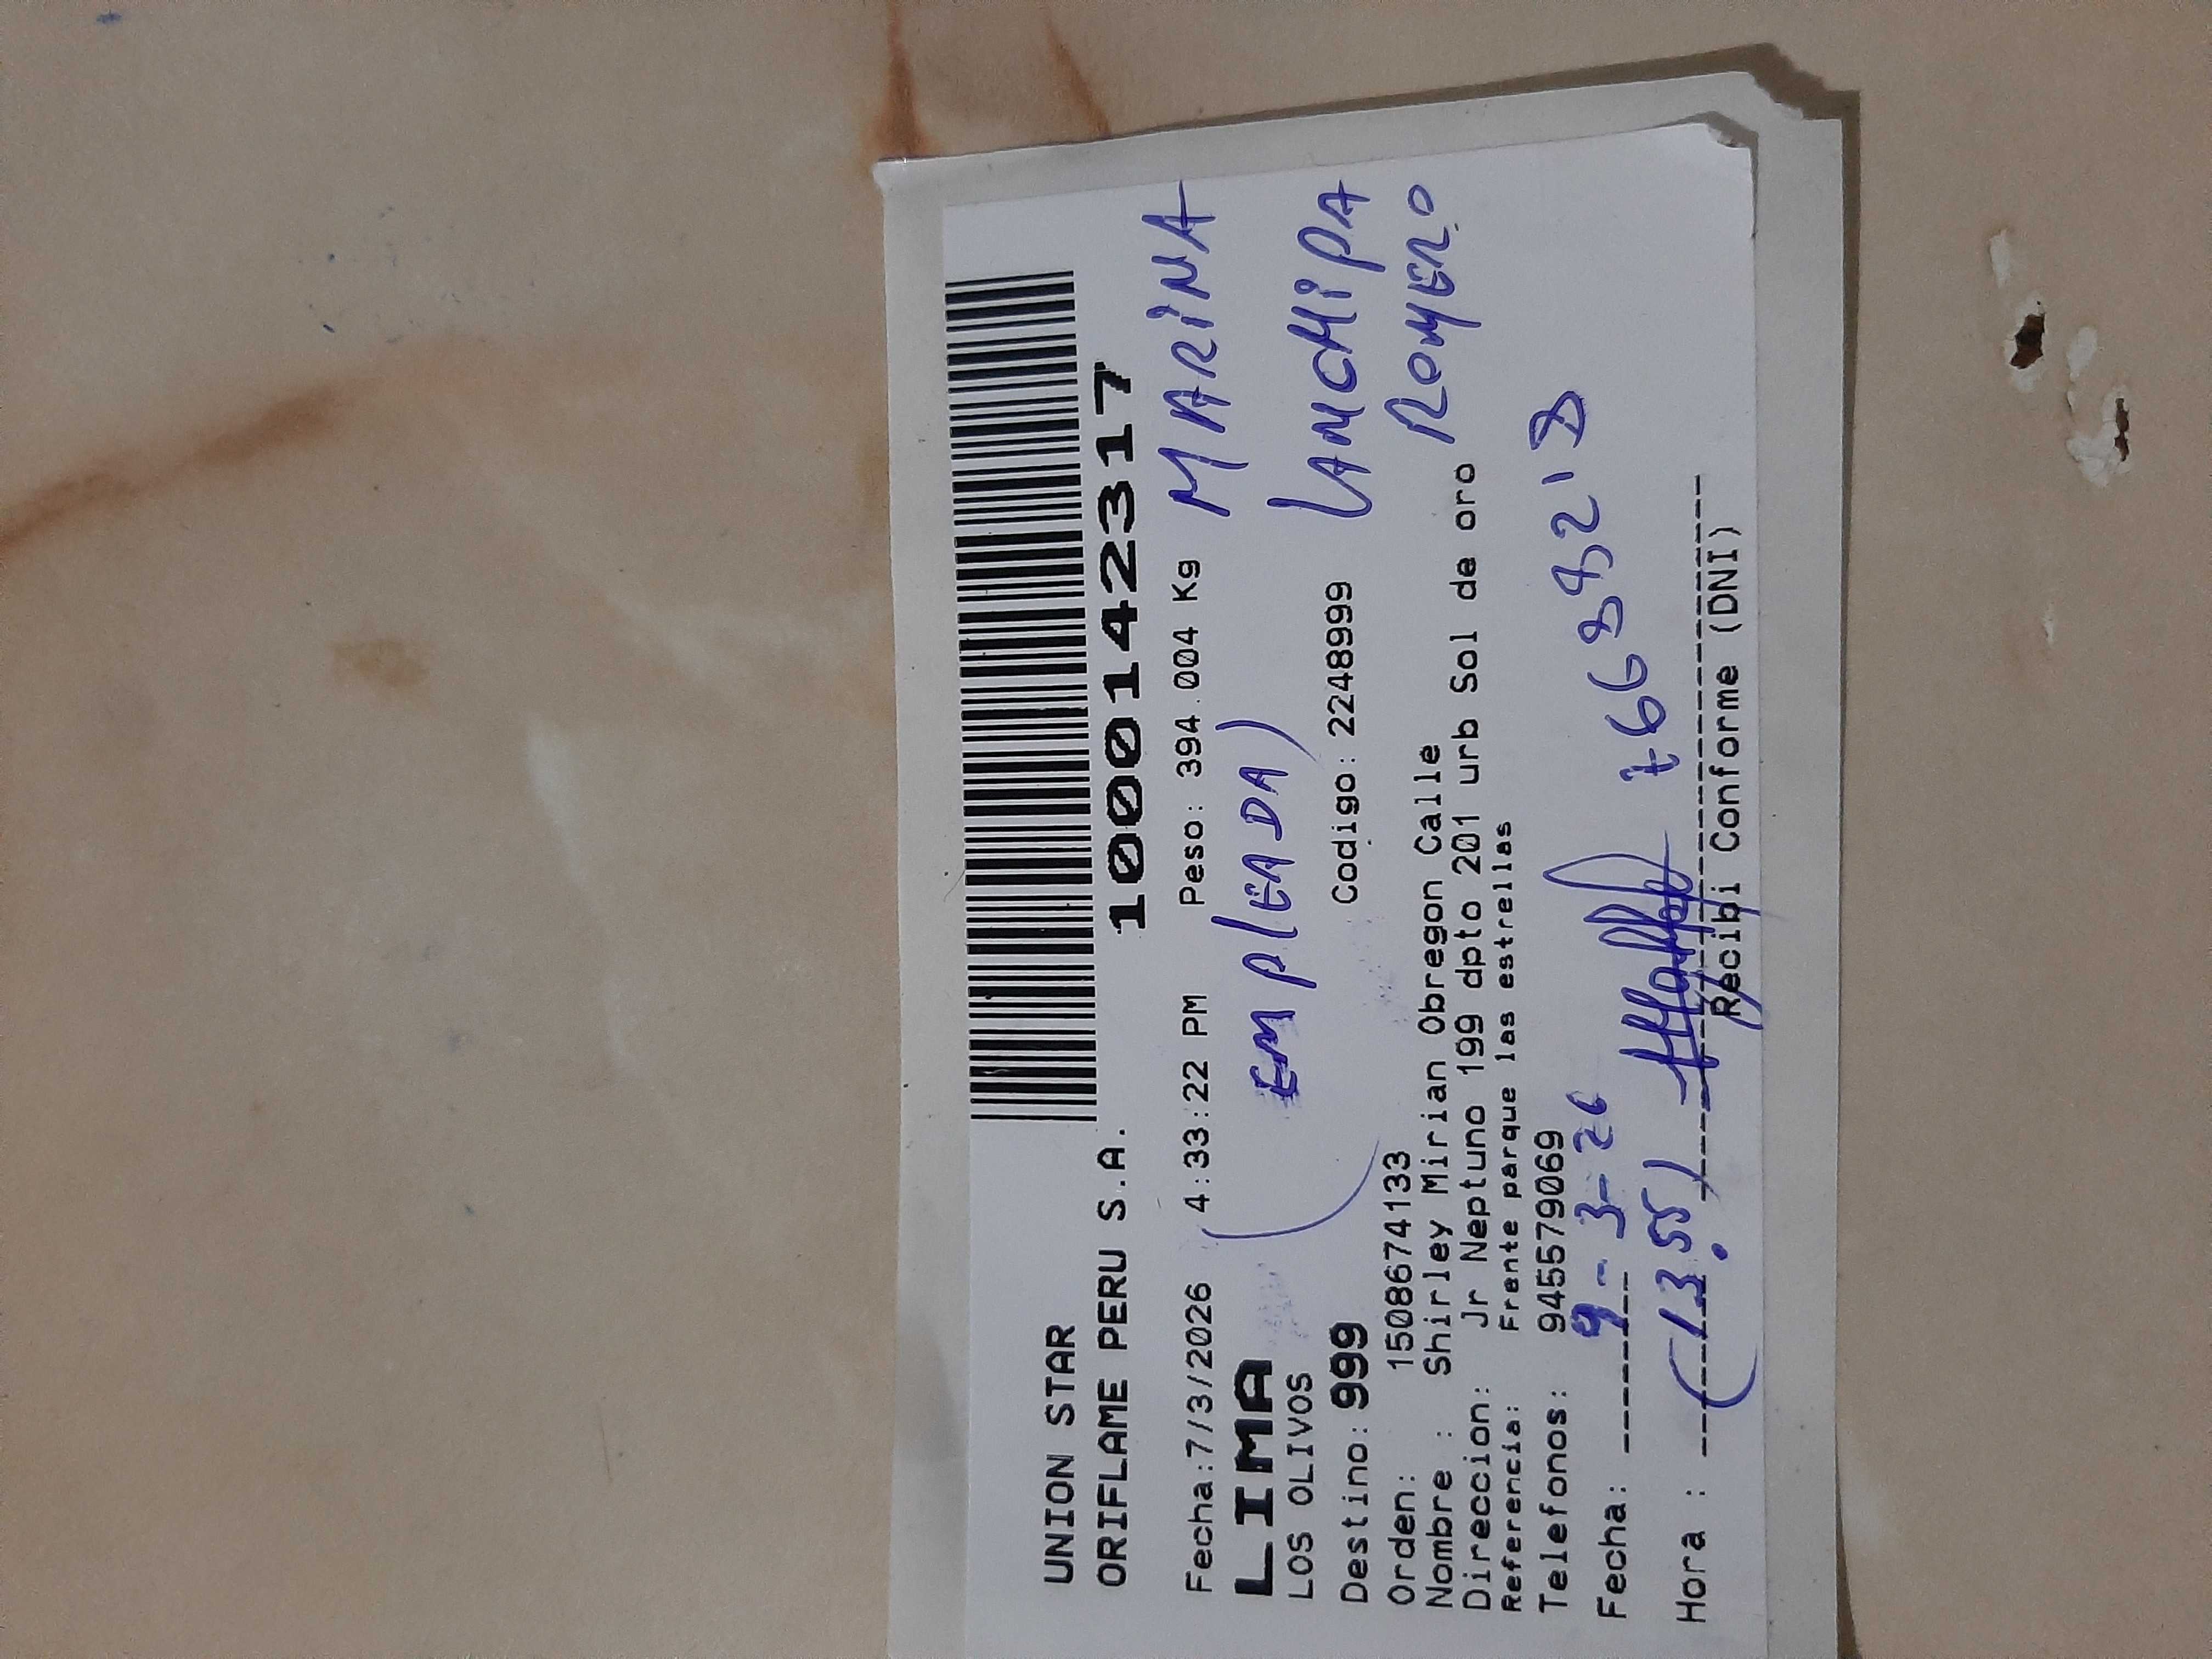 UNION STAR
ORIFLAME PERU S.A.
1000142317
Fecha:7/3/2026 4:33:22 PM Peso: 394.004 Kg MARINA
LIMA (EMPLEADA) LANCHIPA
LOS OLIVOS ROMERO
Destino: 999 Codigo: 2248999
Orden: 1508674133
Nombre : Shirley Mirian Obregon Calle
Direccion: Jr Neptuno 199 dpto 201 urb Sol de oro
Referencia: Frente parque las estrellas
Telefonos: 945579069
Fecha: 9-3-26
Hora : (13:55)
Recibi Conforme (DNI)